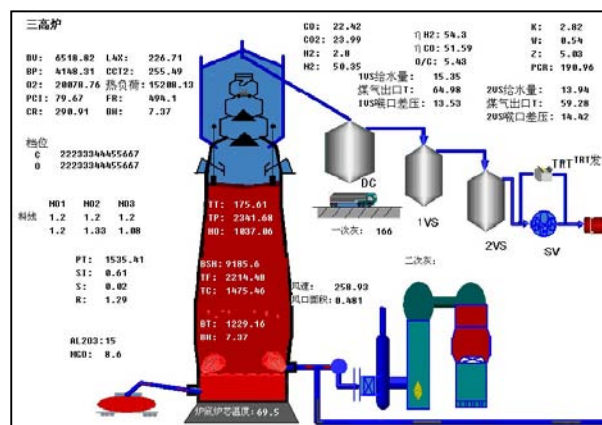 三高炉
BV: 6518.82 L4X: 226.71
BP: 4148.31 CCT2: 255.49
O2: 20078.76 热负荷: 15208.13
PCI: 79.67 FR: 494.1
CR: 290.91 BH: 7.37
档位
C 22233344455667
O 22233344455667
NO1 NO2 NO3
料线 1.2 1.2 1.2
1.2 1.33 1.08
PT: 1535.41
SI: 0.61
S: 0.02
R: 1.29
AL2O3: 15
MGO: 8.6
CO: 22.42
CO2: 23.99
H2: 2.8
N2: 50.35
ηH2: 54.3
ηCO: 51.59
O/G: 5.43
K: 2.82
W: 0.54
Z: 5.03
PCR: 190.96
1VS给水量: 15.35
煤气出口T: 64.98
1VS喉口差压: 13.53
2VS给水量: 13.94
煤气出口T: 59.28
2VS喉口差压: 14.42
DC
1VS
2VS
TRT
TRT发
SV
一次灰: 166
二次灰:
TT: 175.61
TP: 2341.68
HO: 1037.06
BSH: 9185.6
TF: 2214.48
TC: 1475.46
BT: 1229.16
BH: 7.37
风速: 258.93
风口面积: 0.481
炉底炉芯温度: 69.5